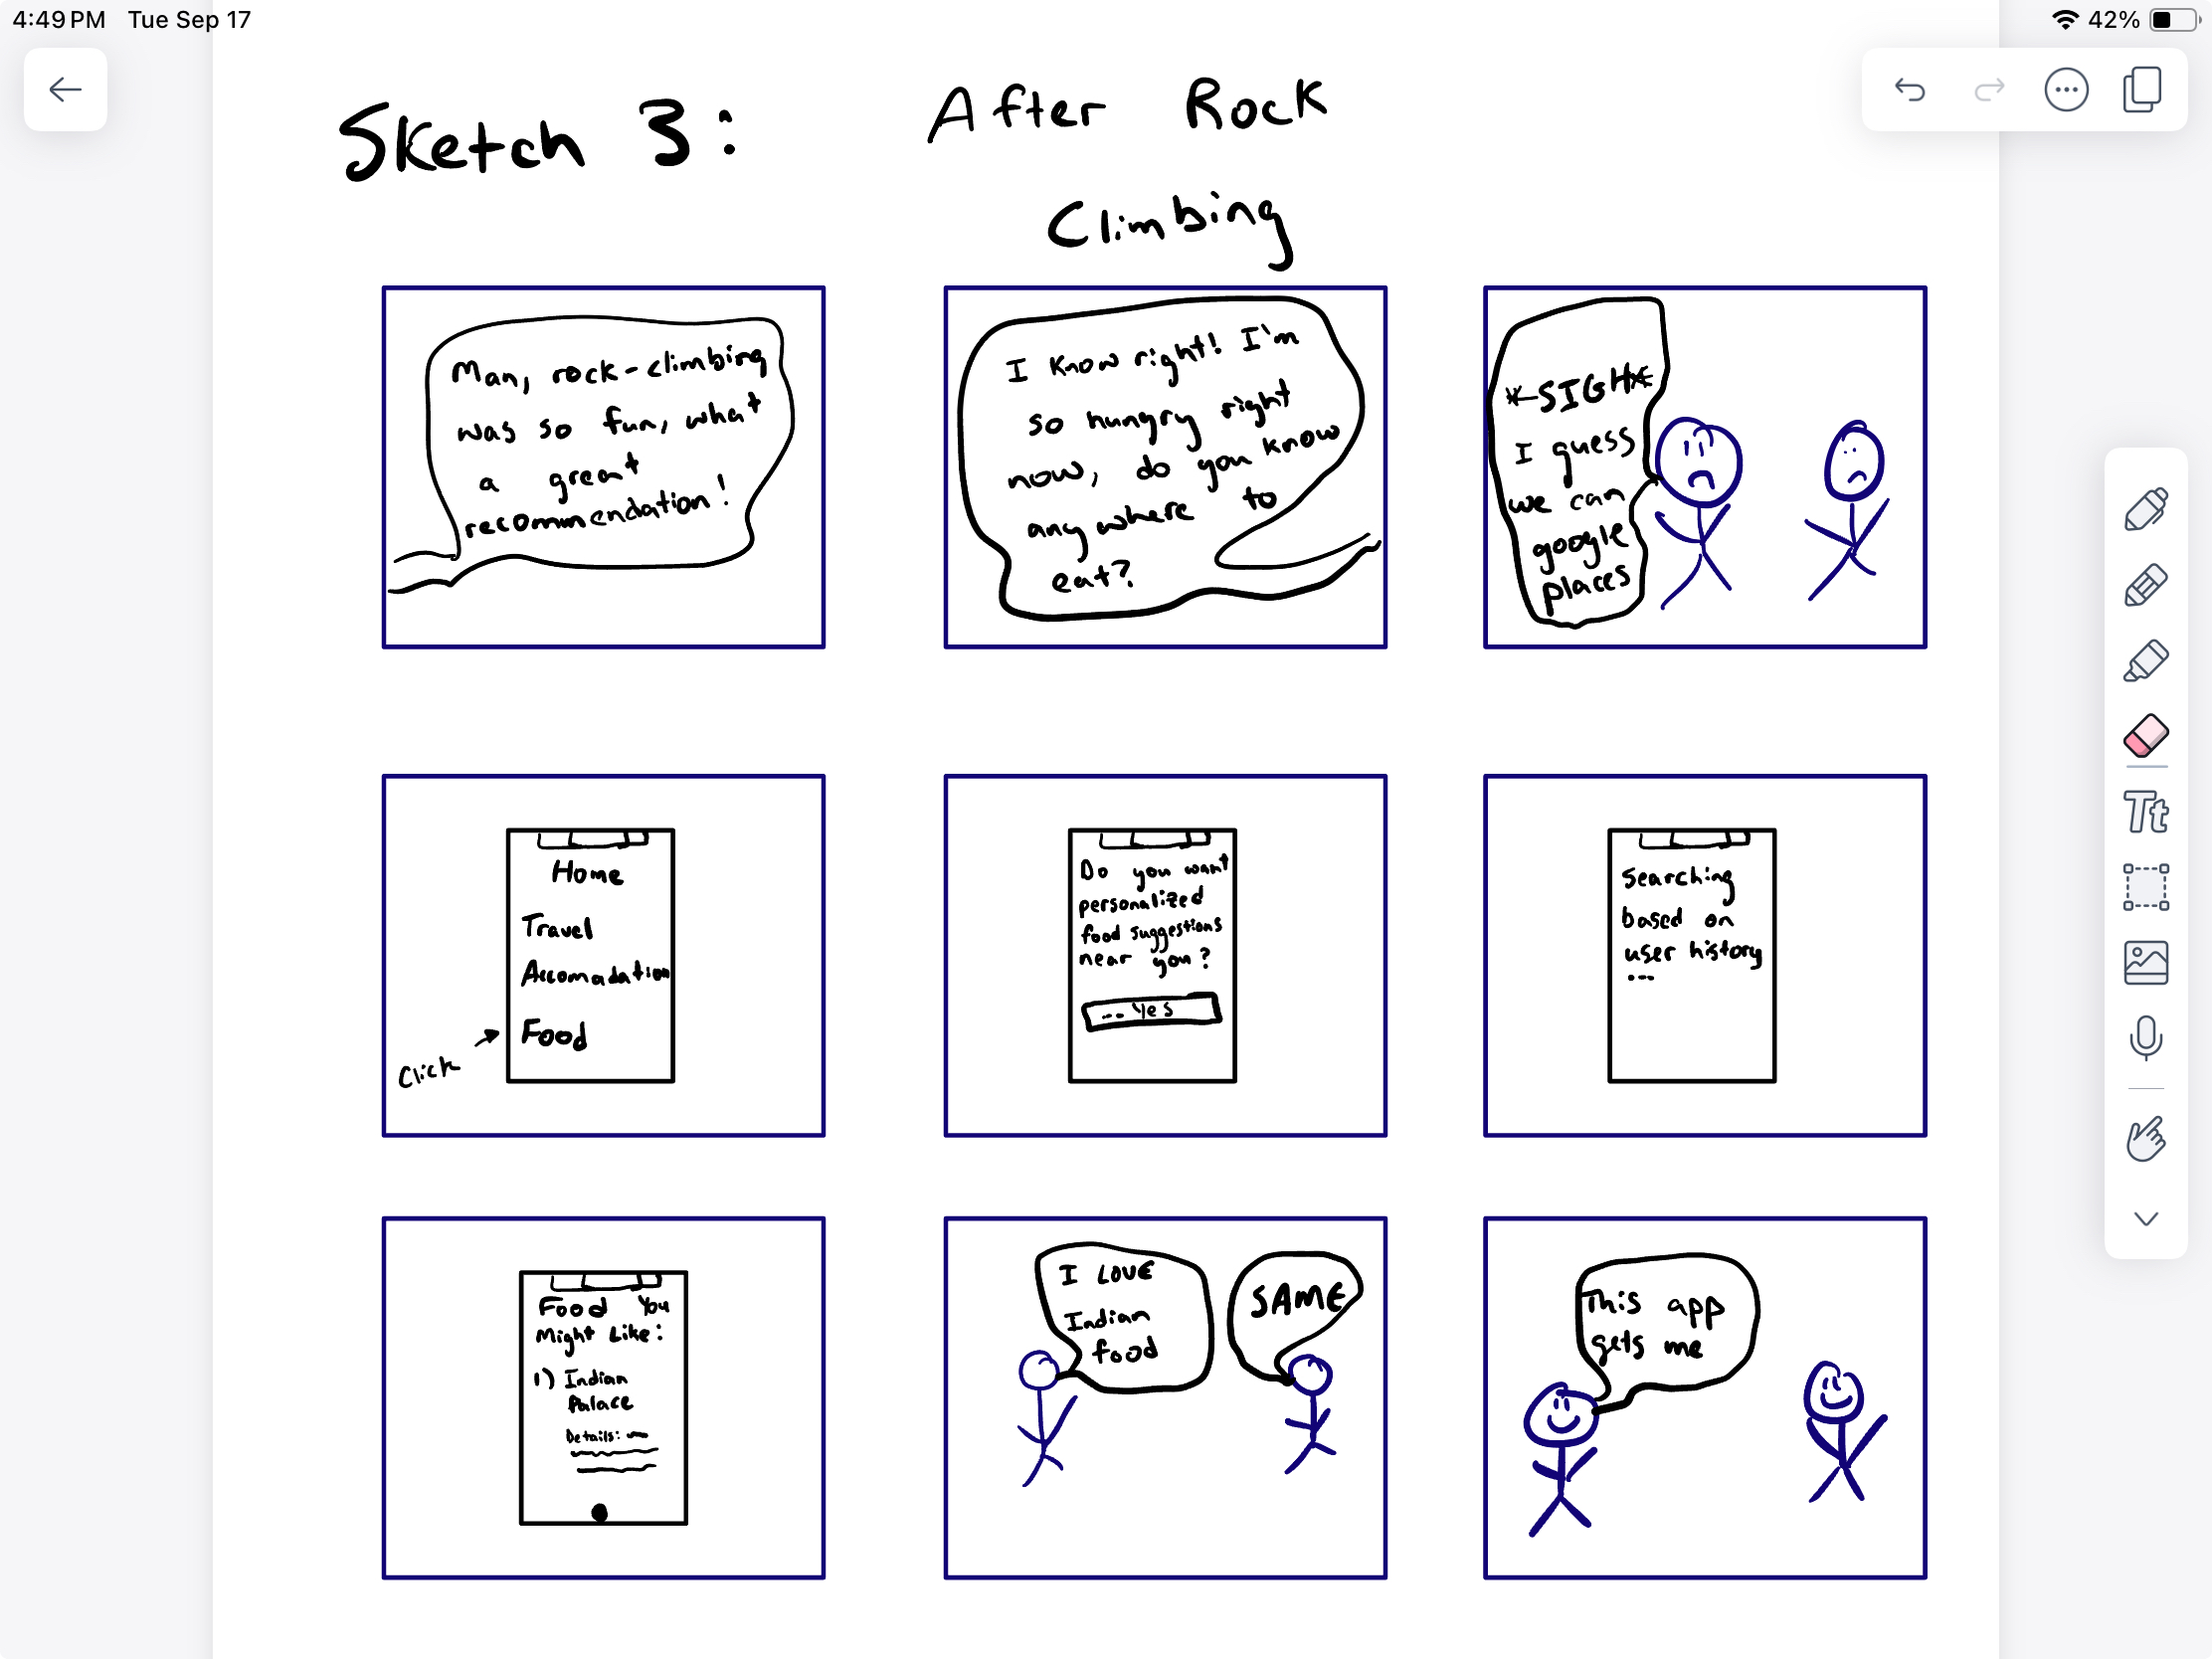 4:49 PM Tue Sep 17
42%
Sketch 3:
After Rock
Climbing
Man, rock-climbing
was so fun, what
a great
recommendation!
I know right! I'm
so hungry right
now, do you know
any where to
eat?
*SIGH*
I guess
we can
google
places
Home
Travel
Accomadation
Food
Click
Do you want
personalized
food suggestions
near you?
-- Yes
Searching
based on
user history
...
Food You
Might Like:
1) Indian
Palace
Details:
I LOVE
Indian
food
SAME
This app
gets me
Tt